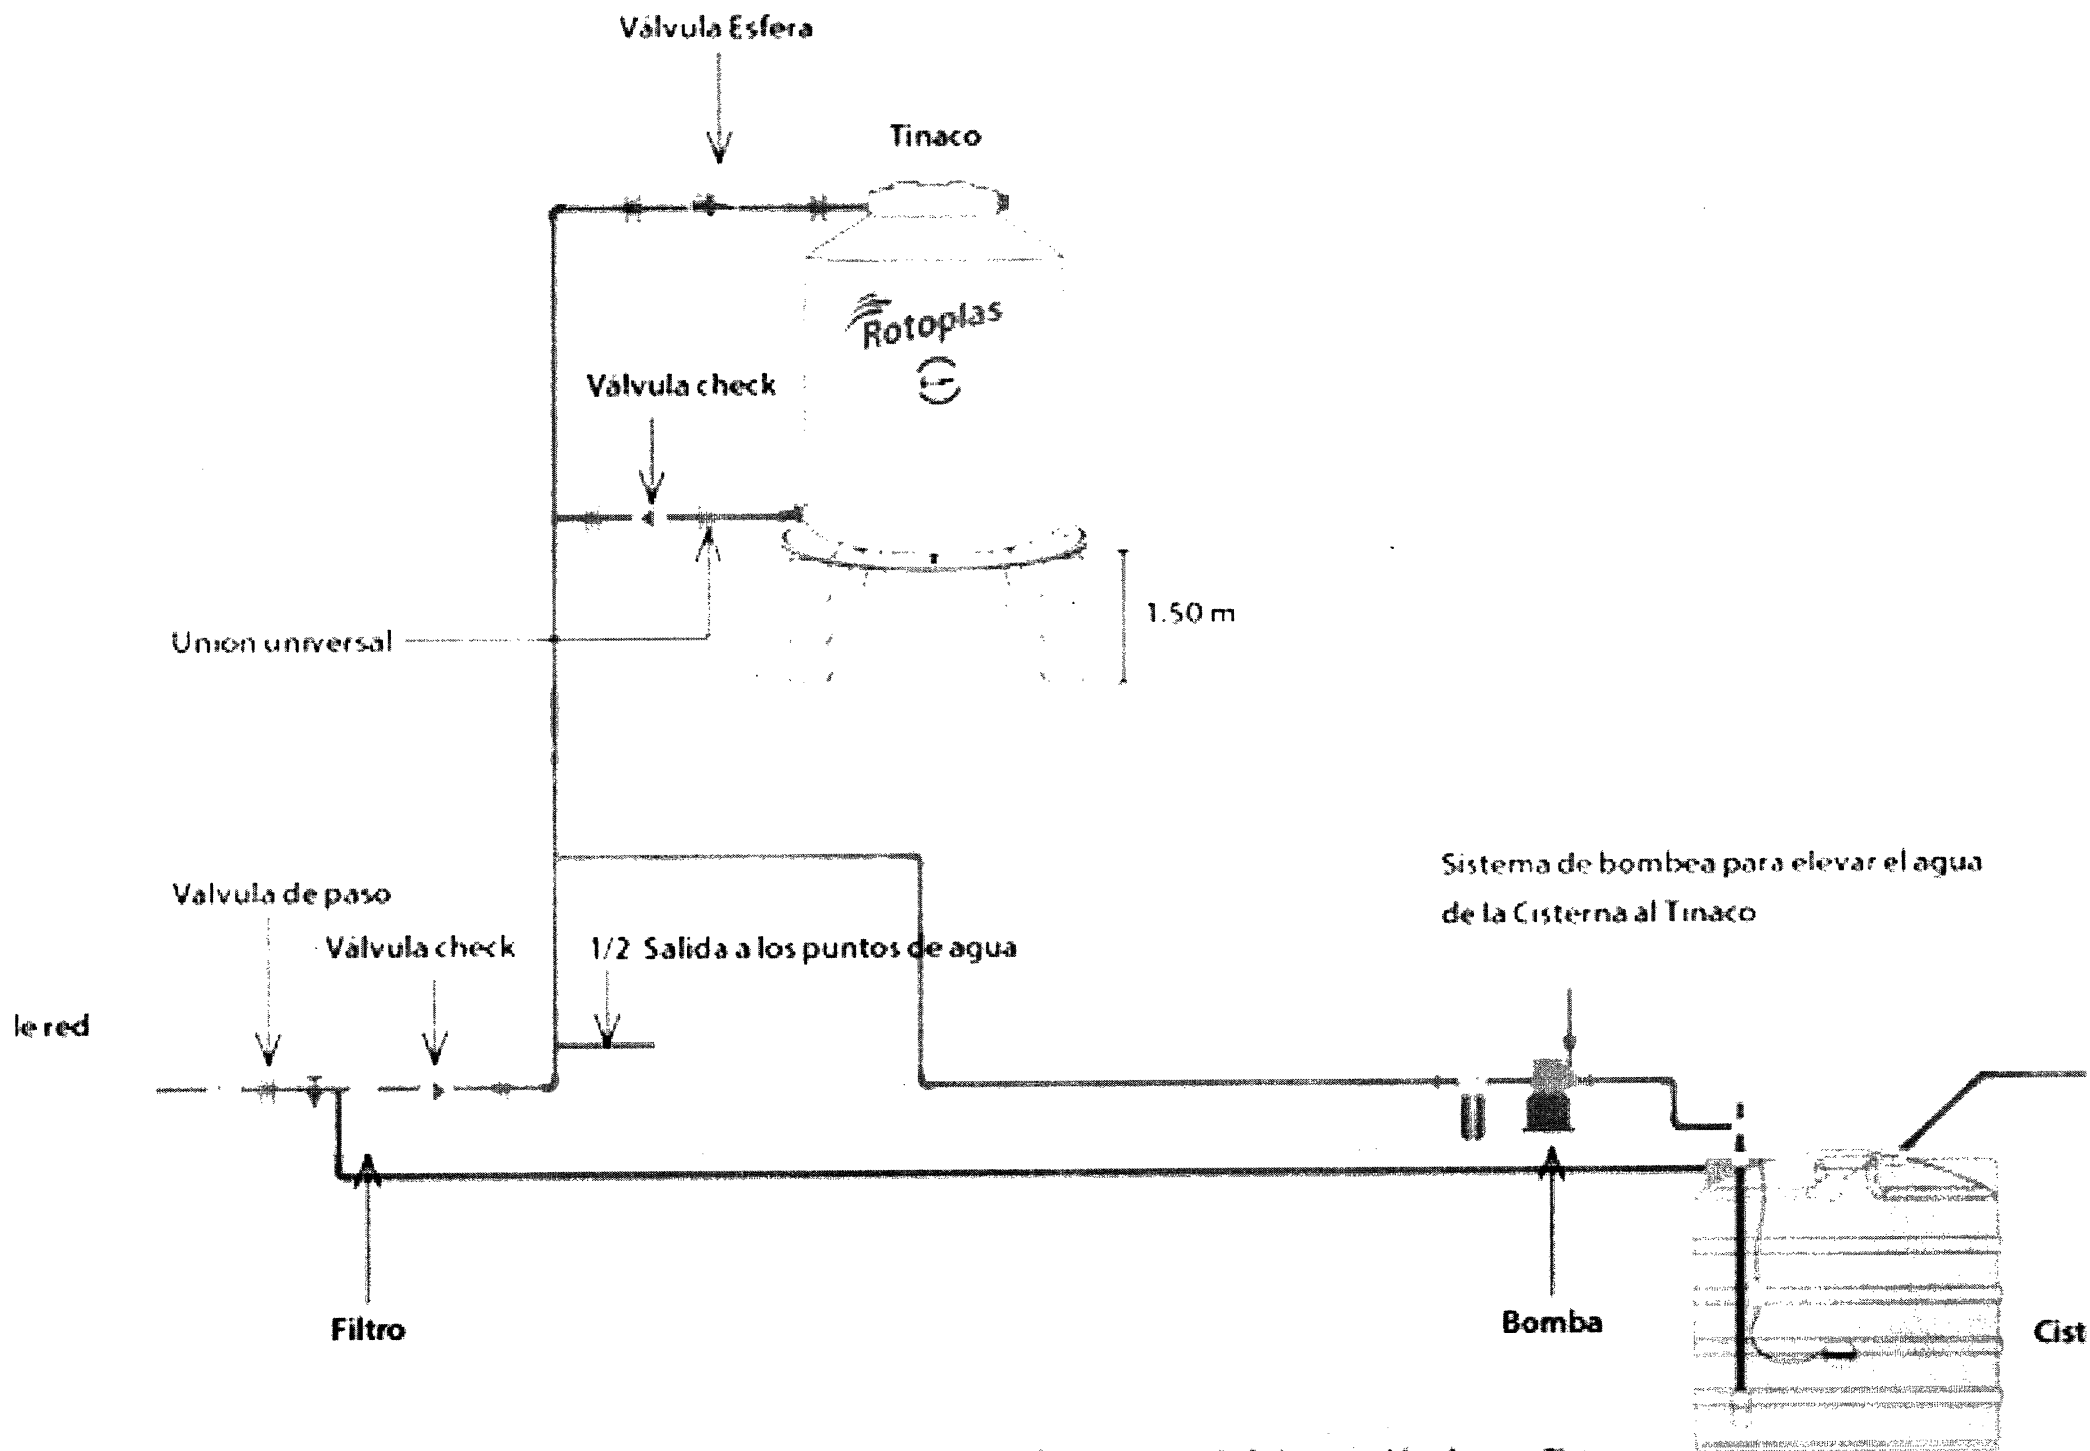 Válvula Esfera
Tinaco
Rotoplas
Válvula check
1.50 m
Union universal
Sistema de bombea para elevar el agua
de la Cisterna al Tinaco
Valvula de paso
Válvula check
1/2 Salida a los puntos de agua
le red
Filtro
Bomba
Cist